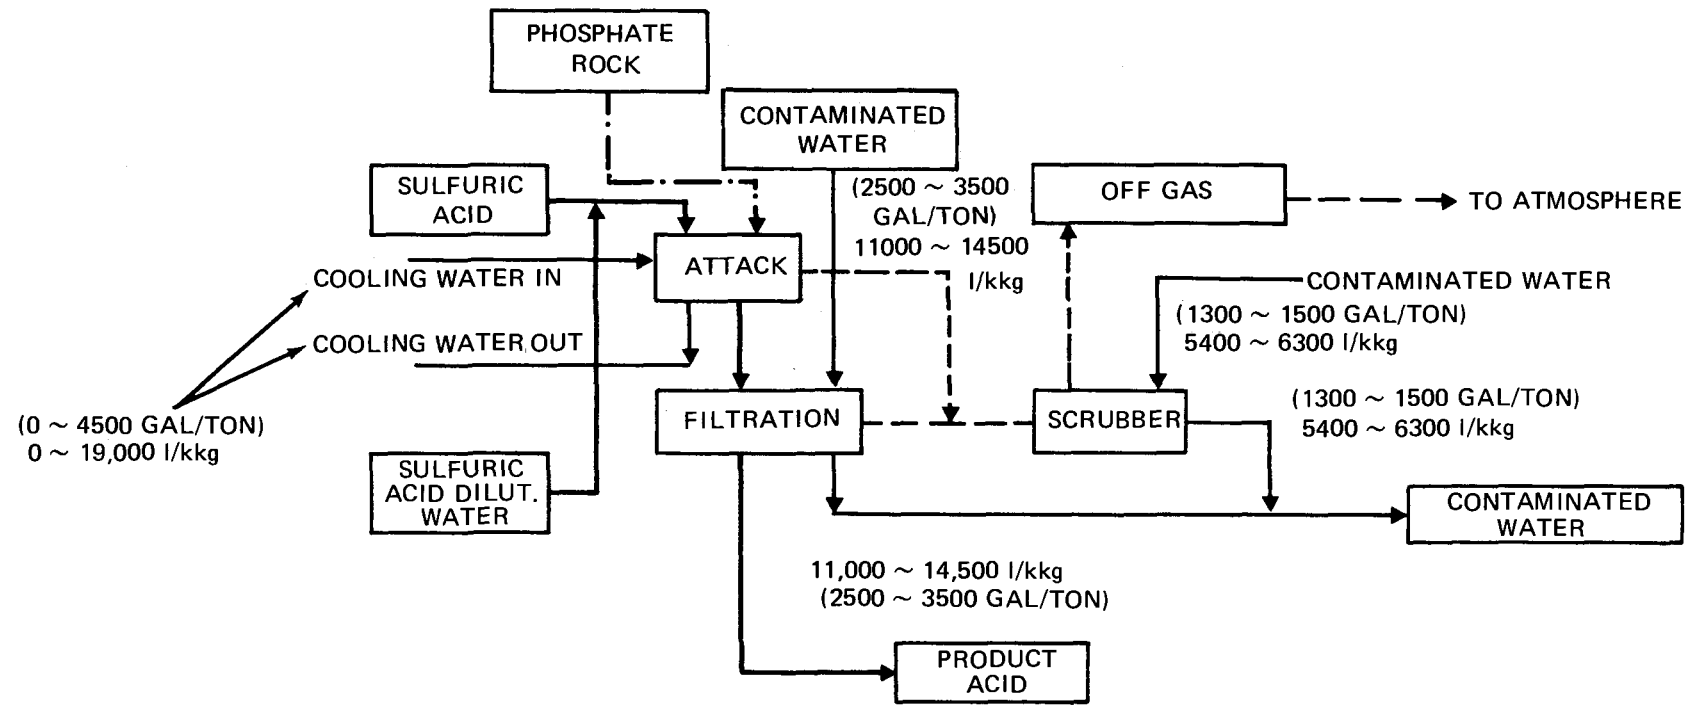 PHOSPHATE
ROCK
CONTAMINATED
WATER
SULFURIC
ACID
(2500 ~ 3500
GAL/TON)
11000 ~ 14500
l/kkg
OFF GAS
TO ATMOSPHERE
ATTACK
COOLING WATER IN
CONTAMINATED WATER
(1300 ~ 1500 GAL/TON)
5400 ~ 6300 l/kkg
COOLING WATER OUT
(0 ~ 4500 GAL/TON)
0 ~ 19,000 l/kkg
FILTRATION
SCRUBBER
(1300 ~ 1500 GAL/TON)
5400 ~ 6300 l/kkg
SULFURIC
ACID DILUT.
WATER
CONTAMINATED
WATER
11,000 ~ 14,500 l/kkg
(2500 ~ 3500 GAL/TON)
PRODUCT
ACID